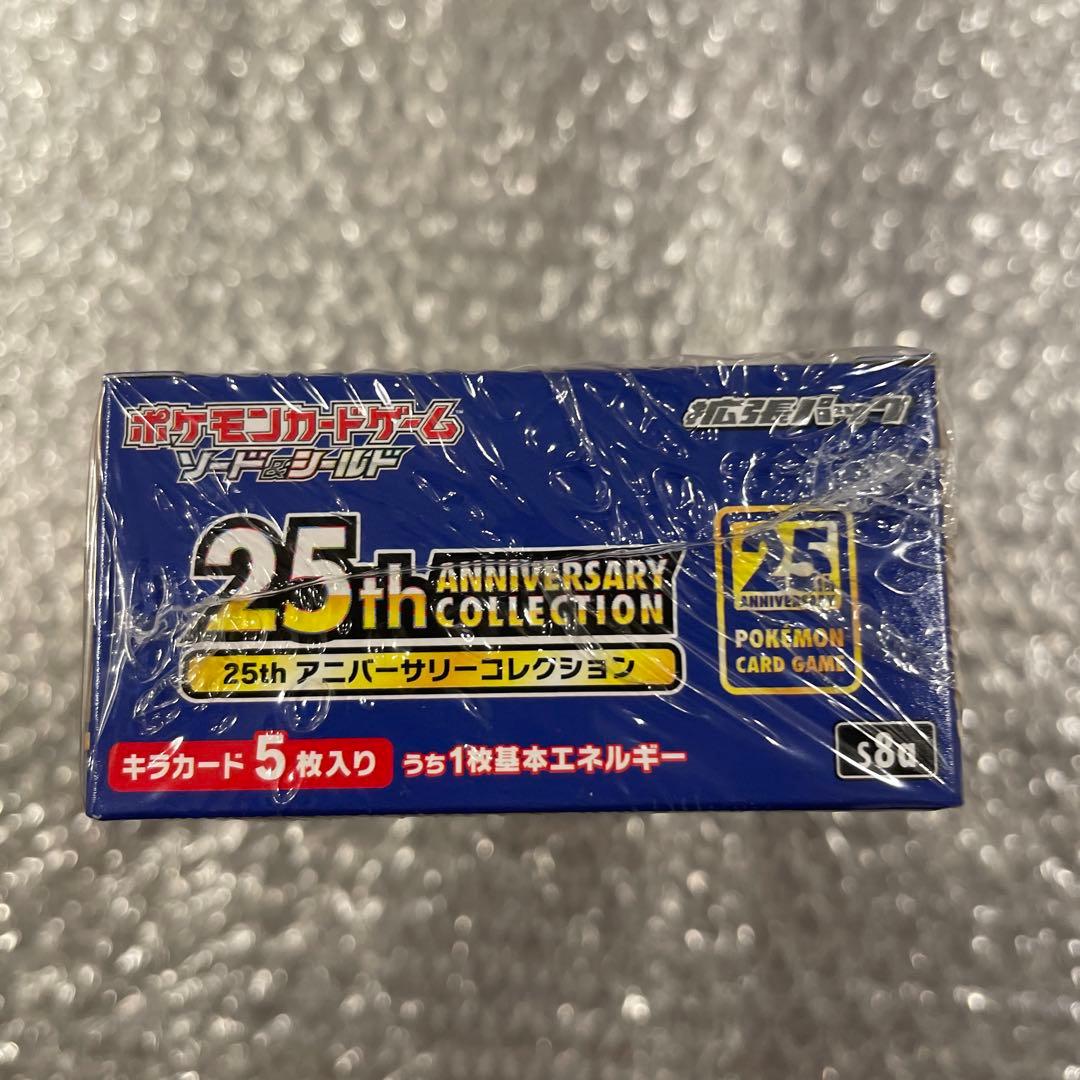 ポケモンカードゲーム
ソード&シールド
拡張パック
25th ANNIVERSARY COLLECTION
25th アニバーサリーコレクション
25th
ANNIVERSARY
POKÉMON
CARD GAME
キラカード 5枚入り うち1枚基本エネルギー
s8a